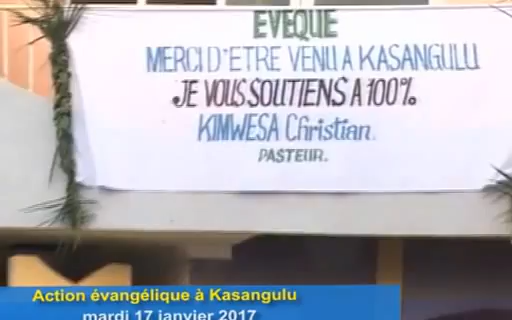 EVEQUE
MERCI D'ETRE VENU A KASANGULU
JE VOUS SOUTIENS A 100%
KIMWESA Christian.
PASTEUR.
Action évangélique à Kasangulu
mardi 17 janvier 2017